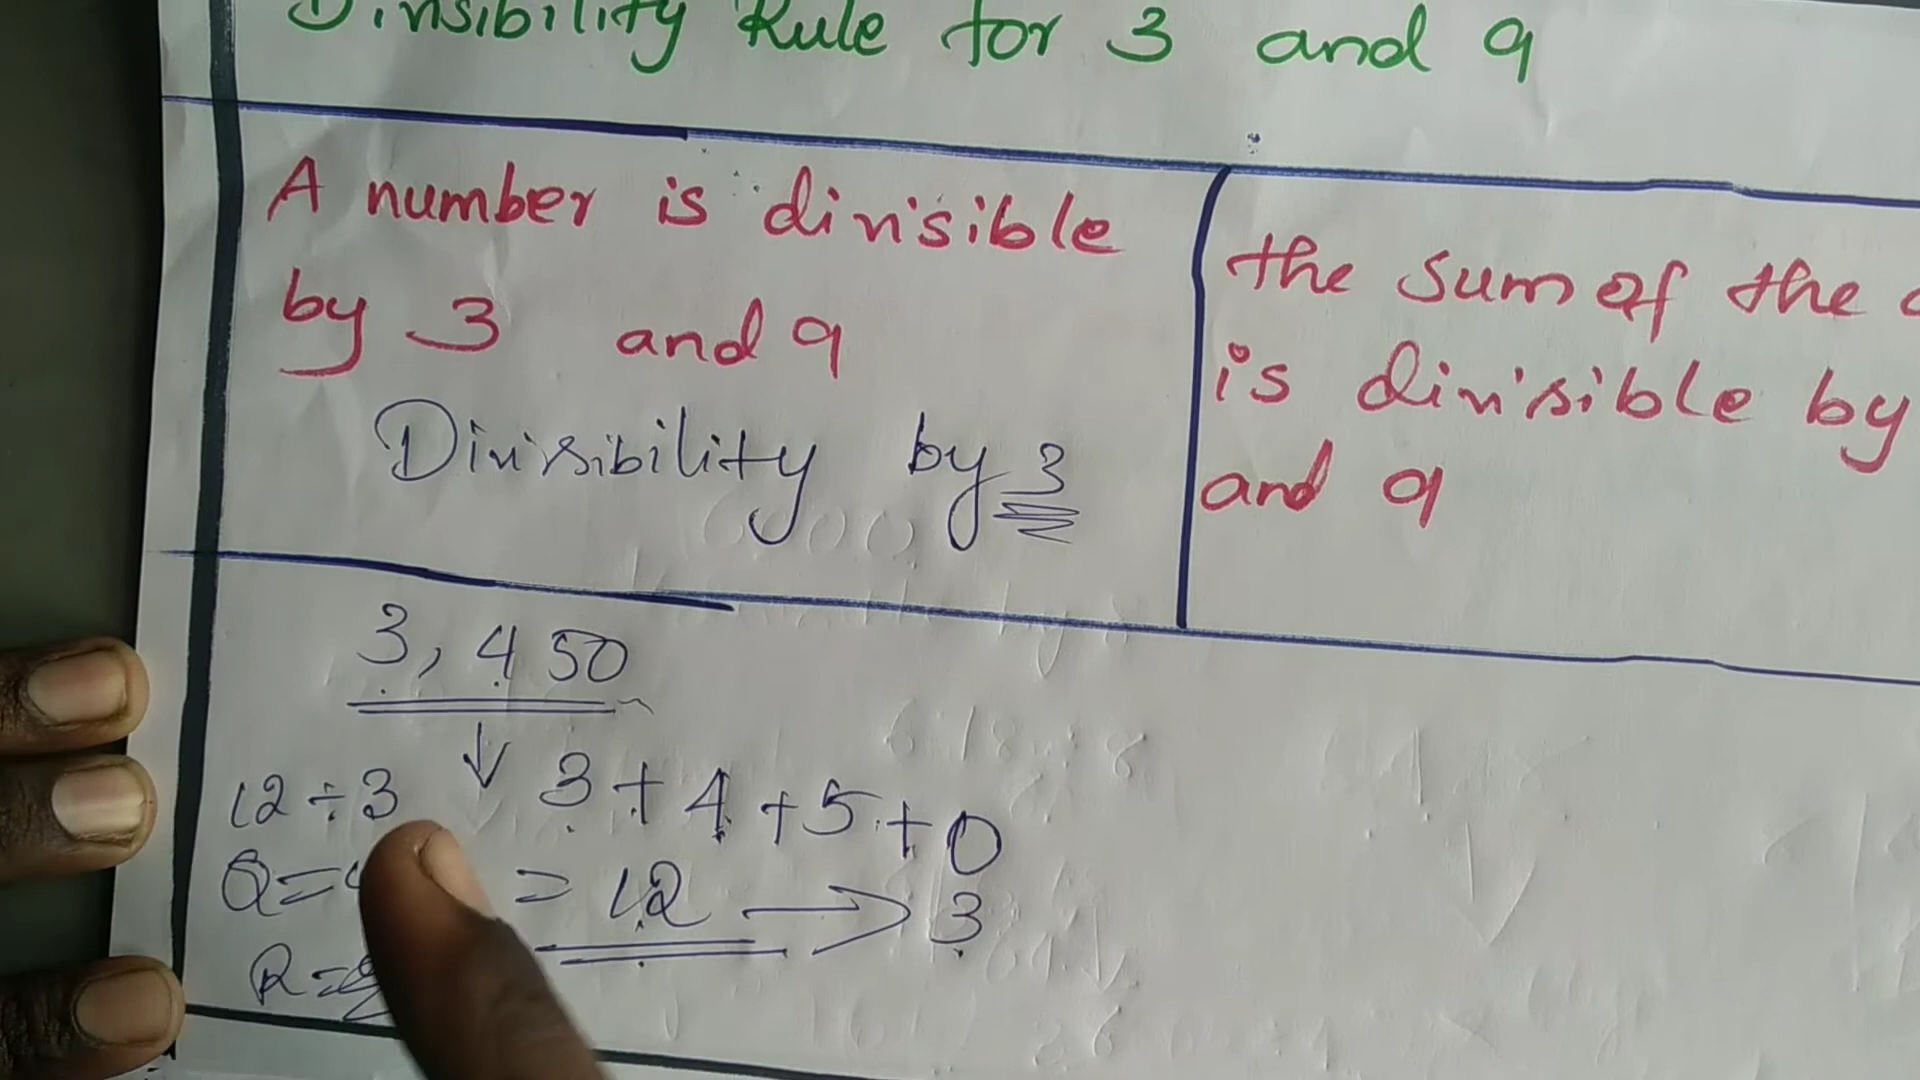 Divisibility Rule for 3 and 9
A number is divisible
by 3 and 9
Divisibility by 3
the sum of the
is divisible by
and 9
3,450
12÷3
3+4+5+0
Q=
=12 → 3
R=